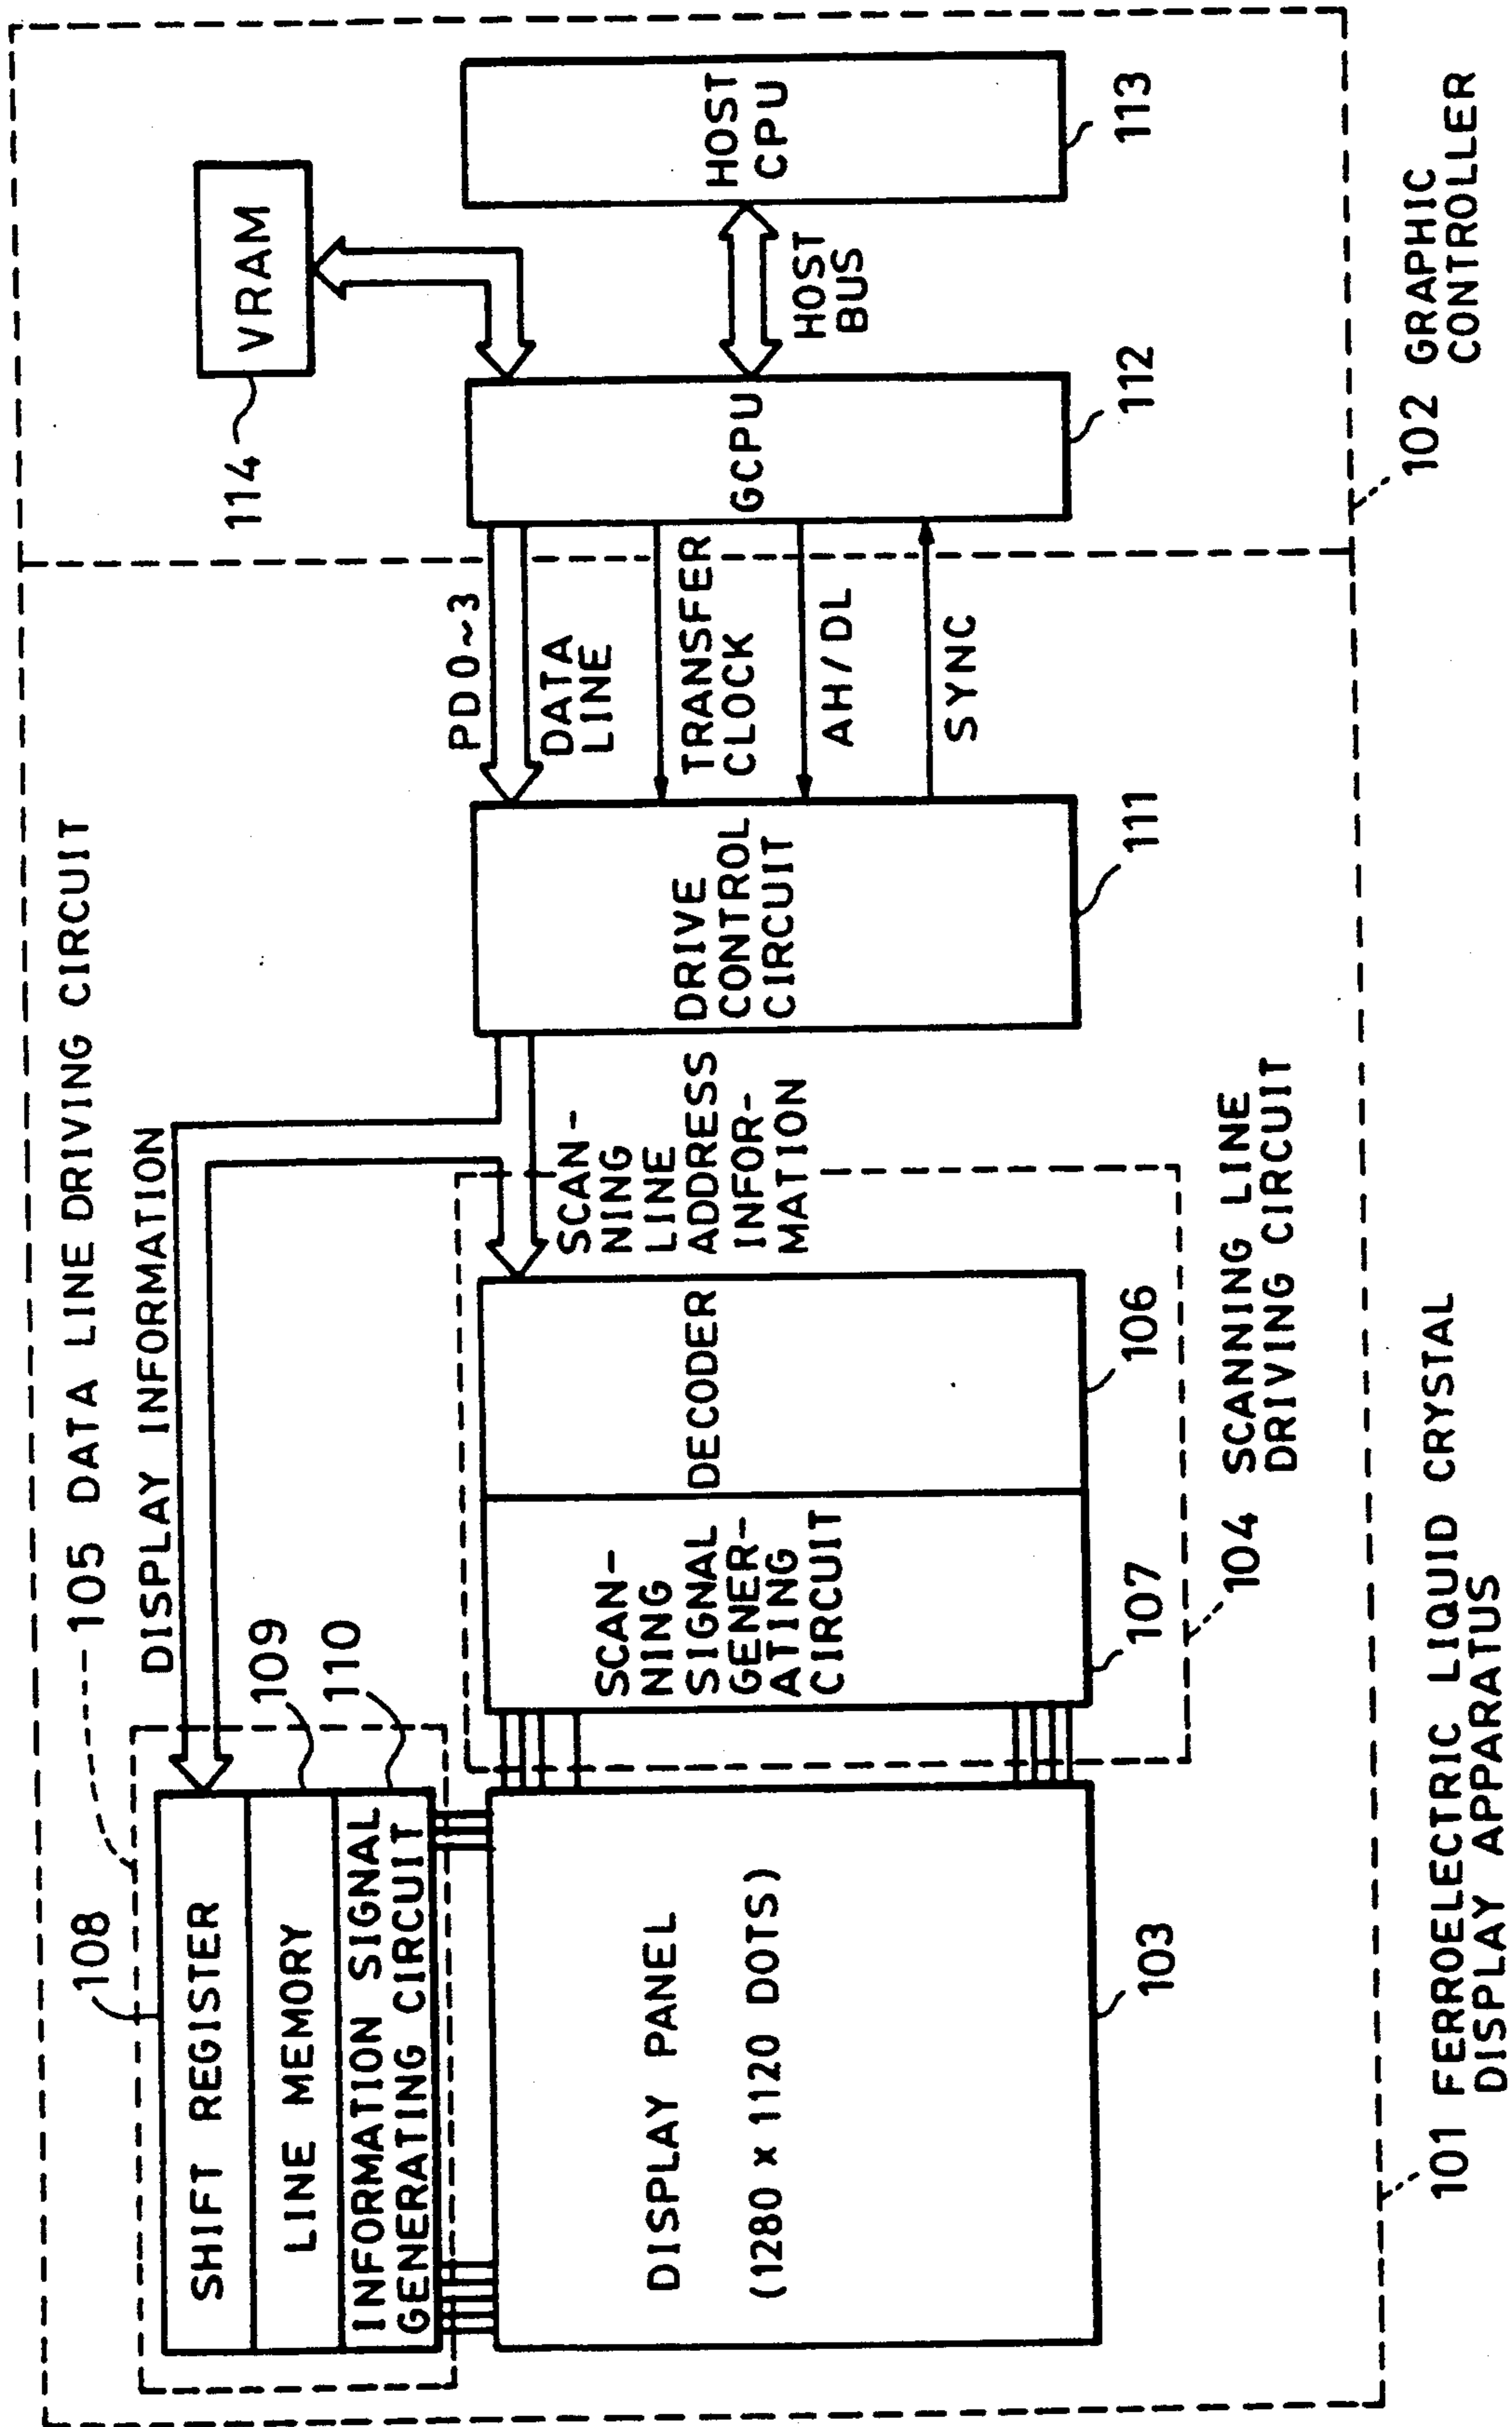 105 DATA LINE DRIVING CIRCUIT
DISPLAY INFORMATION
108
109
110
SHIFT REGISTER
LINE MEMORY
INFORMATION SIGNAL
GENERATING CIRCUIT
DISPLAY PANEL
(1280 x 1120 DOTS)
103
SCAN-
NING
SIGNAL
GENER-
ATING
CIRCUIT
107
DECODER
106
104 SCANNING LINE
DRIVING CIRCUIT
SCAN-
NING
LINE
ADDRESS
INFOR-
MATION
DRIVE
CONTROL
CIRCUIT
111
PD0~3
DATA
LINE
TRANSFER
CLOCK
AH/DL
SYNC
GCPU
112
114
VRAM
HOST
BUS
HOST
CPU
113
101 FERROELECTRIC LIQUID CRYSTAL
DISPLAY APPARATUS
102 GRAPHIC
CONTROLLER